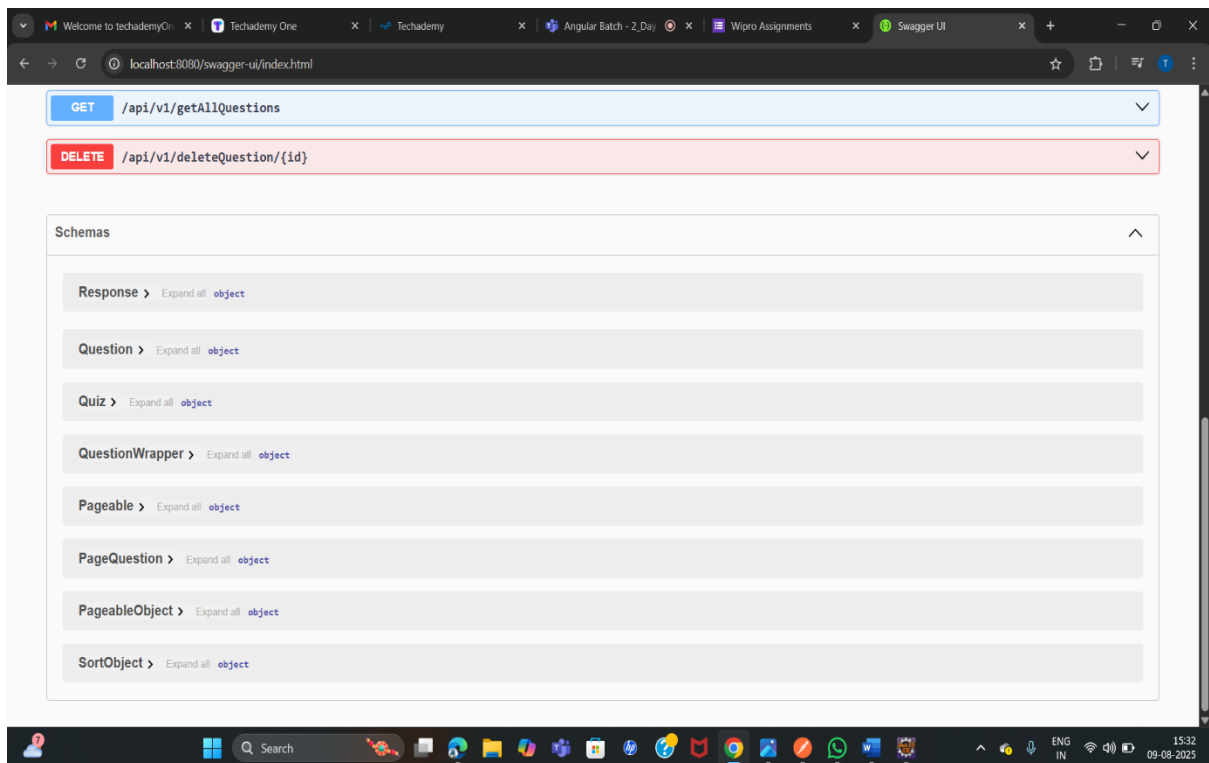 Welcome to techademyOn
Techademy One
Techademy
Angular Batch - 2_Day
Wipro Assignments
Swagger UI
localhost:8080/swagger-ui/index.html
T
GET /api/v1/getAllQuestions
DELETE /api/v1/deleteQuestion/{id}
Schemas
Response Expand all object
Question Expand all object
Quiz Expand all object
QuestionWrapper Expand all object
Pageable Expand all object
PageQuestion Expand all object
PageableObject Expand all object
SortObject Expand all object
7
Search
ENG
IN
15:32
09-08-2025